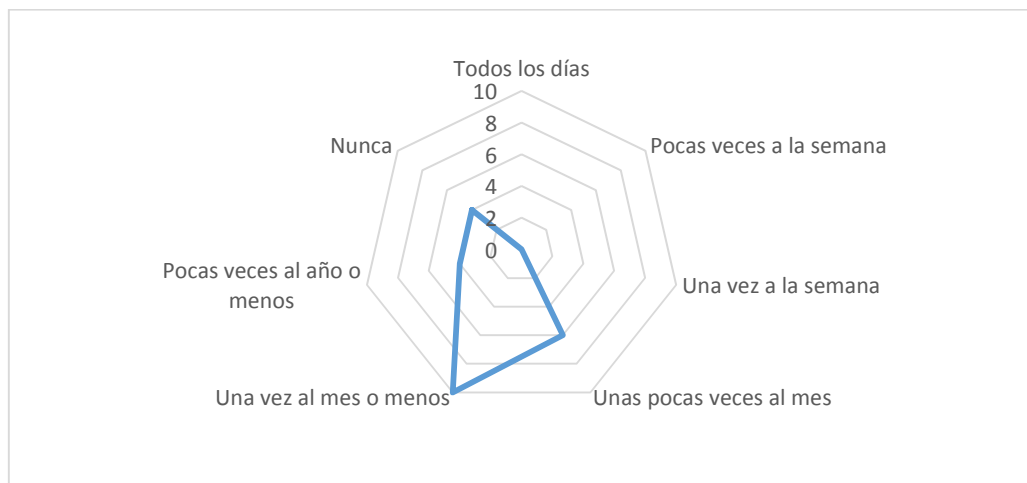 Todos los días
10
8
6
4
2
0
Nunca
Pocas veces a la semana
Pocas veces al año o
menos
Una vez a la semana
Una vez al mes o menos
Unas pocas veces al mes